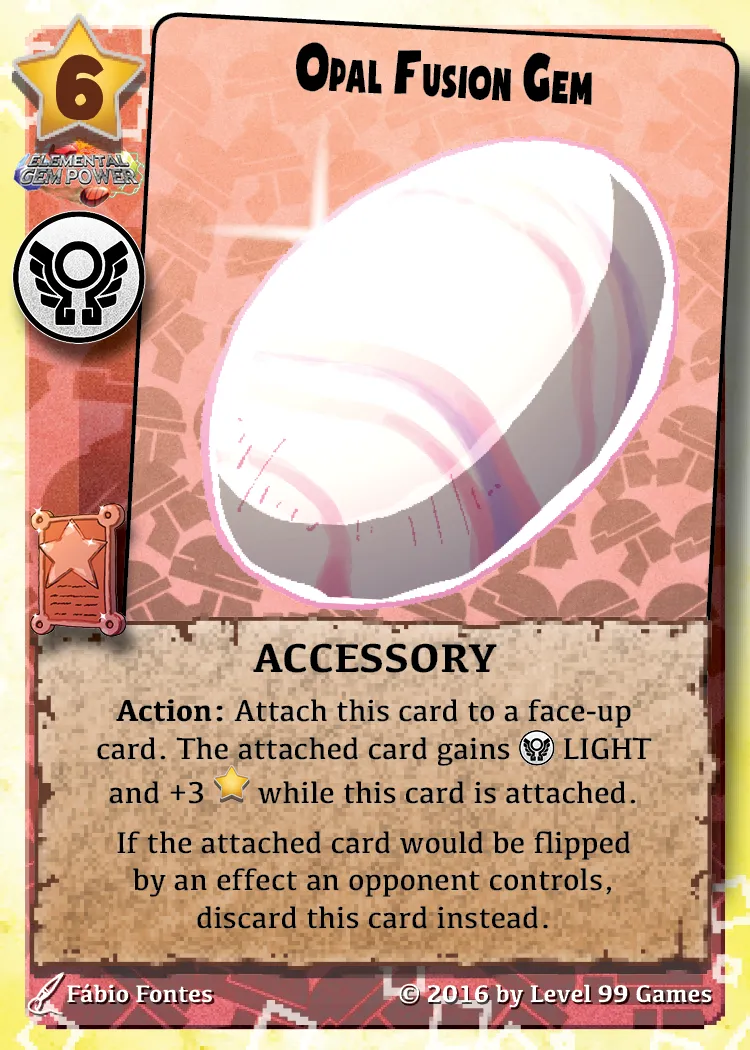 6
OPAL FUSION GEM
ELEMENTAL
GEM POWER
ACCESSORY
Action: Attach this card to a face-up
card. The attached card gains LIGHT
and +3 while this card is attached.
If the attached card would be flipped
by an effect an opponent controls,
discard this card instead.
Fábio Fontes
© 2016 by Level 99 Games